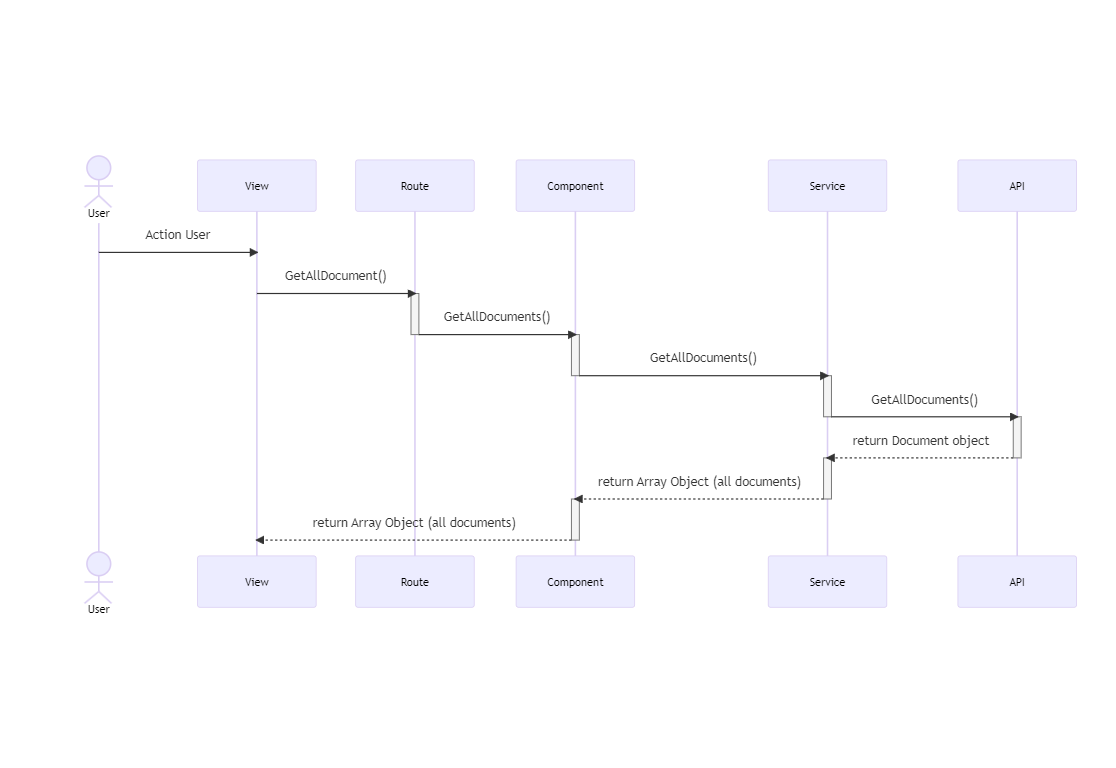 User
View
Route
Component
Service
API
Action User
GetAllDocument()
GetAllDocuments()
GetAllDocuments()
GetAllDocuments()
return Document object
return Array Object (all documents)
return Array Object (all documents)
User
View
Route
Component
Service
API